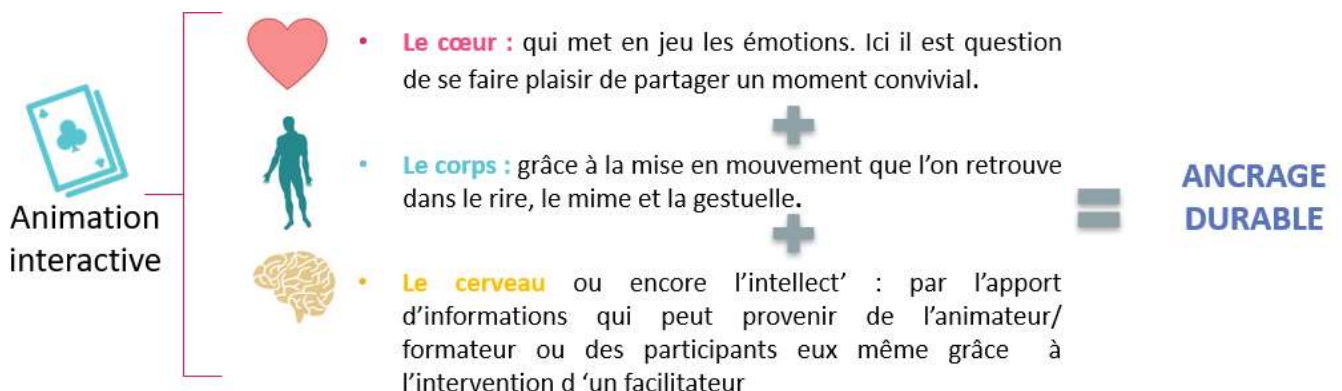 Animation
interactive
• Le cœur : qui met en jeu les émotions. Ici il est question
de se faire plaisir de partager un moment convivial.
• Le corps : grâce à la mise en mouvement que l’on retrouve
dans le rire, le mime et la gestuelle.
• Le cerveau ou encore l’intellect’ : par l’apport
d’informations qui peut provenir de l’animateur/
formateur ou des participants eux même grâce à
l’intervention d ‘un facilitateur
ANCRAGE
DURABLE